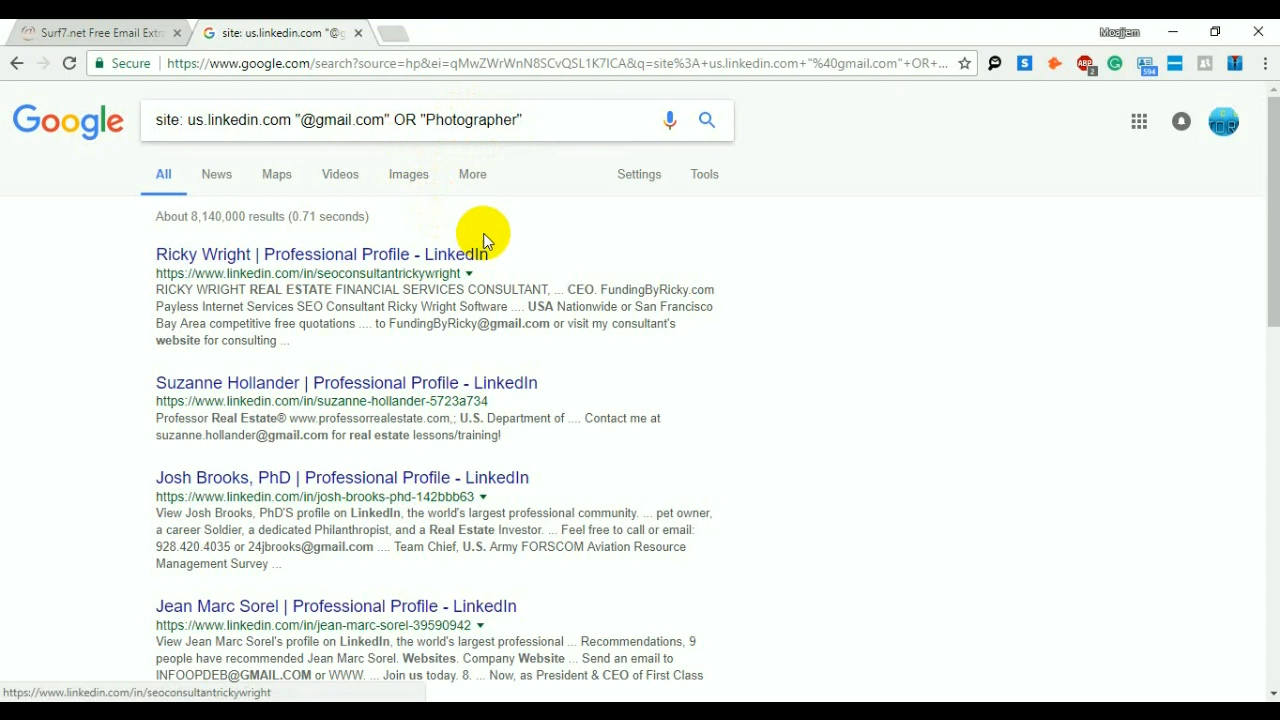 Surf7.net Free Email Extra
site: us.linkedin.com "@g
Moajjem
Secure
https://www.google.com/search?source=hp&ei=qMwZWrWnN8SCvQSL1K7ICA&q=site%3A+us.linkedin.com+"%40gmail.com"+OR+...
ABP
2
594
Google
site: us.linkedin.com "@gmail.com" OR "Photographer"
All
News
Maps
Videos
Images
More
Settings
Tools
About 8,140,000 results (0.71 seconds)
Ricky Wright | Professional Profile - LinkedIn
https://www.linkedin.com/in/seoconsultantrickywright
RICKY WRIGHT REAL ESTATE FINANCIAL SERVICES CONSULTANT, ... CEO. FundingByRicky.com
Payless Internet Services SEO Consultant Ricky Wright Software .... USA Nationwide or San Francisco
Bay Area competitive free quotations .... to FundingByRicky@gmail.com or visit my consultant's
website for consulting ...
Suzanne Hollander | Professional Profile - LinkedIn
https://www.linkedin.com/in/suzanne-hollander-5723a734
Professor Real Estate® www.professorrealestate.com,; U.S. Department of .... Contact me at
suzanne.hollander@gmail.com for real estate lessons/training!
Josh Brooks, PhD | Professional Profile - LinkedIn
https://www.linkedin.com/in/josh-brooks-phd-142bbb63
View Josh Brooks, PhD'S profile on LinkedIn, the world's largest professional community. ... pet owner,
a career Soldier, a dedicated Philanthropist, and a Real Estate Investor. ... Feel free to call or email:
928.420.4035 or 24jbrooks@gmail.com .... Team Chief, U.S. Army FORSCOM Aviation Resource
Management Survey ...
Jean Marc Sorel | Professional Profile - LinkedIn
https://www.linkedin.com/in/jean-marc-sorel-39590942
View Jean Marc Sorel's profile on LinkedIn, the world's largest professional ... Recommendations, 9
people have recommended Jean Marc Sorel. Websites. Company Website ... Send an email to
INFOOPDEB@GMAIL.COM or WWW. ... Join us today. 8. ... Now, as President & CEO of First Class
https://www.linkedin.com/in/seoconsultantrickywright